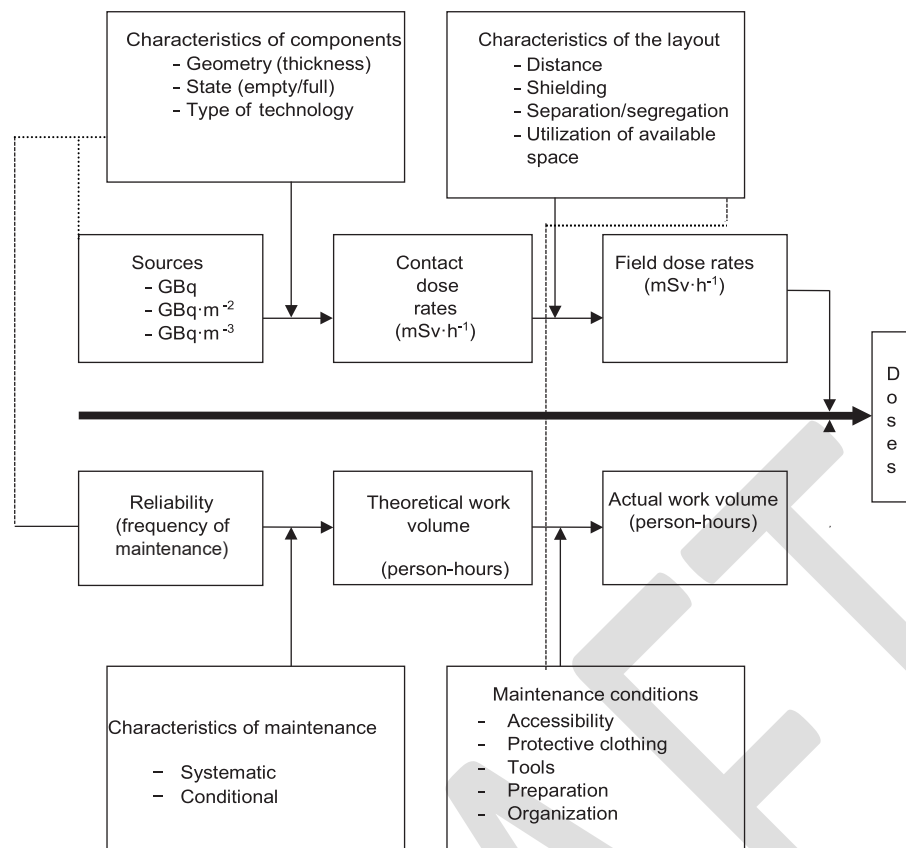 Characteristics of components
- Geometry (thickness)
- State (empty/full)
- Type of technology
Characteristics of the layout
- Distance
- Shielding
- Separation/segregation
- Utilization of available
space
Sources
- GBq
- GBq·m⁻²
- GBq·m⁻³
Contact
dose
rates
(mSv·h⁻¹)
Field dose rates
(mSv·h⁻¹)
D
o
s
e
s
Reliability
(frequency of
maintenance)
Theoretical work
volume
(person-hours)
Actual work volume
(person-hours)
Characteristics of maintenance
- Systematic
- Conditional
Maintenance conditions
- Accessibility
- Protective clothing
- Tools
- Preparation
- Organization